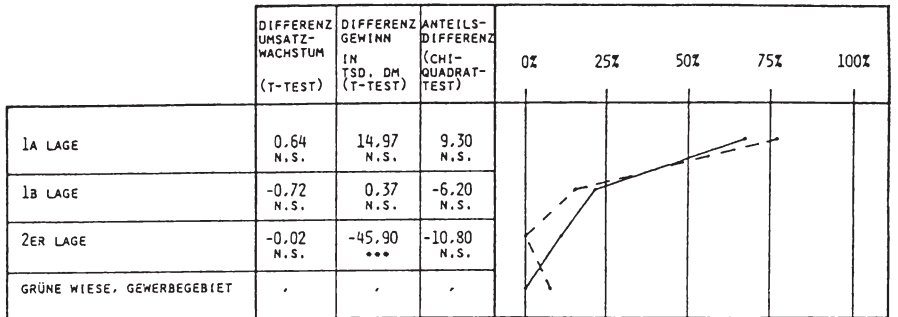 DIFFERENZ UMSATZ-WACHSTUM (T-TEST)
DIFFERENZ GEWINN IN TSD. DM (T-TEST)
ANTEILS-DIFFERENZ (CHI-QUADRAT-TEST)
0% 25% 50% 75% 100%
1A LAGE 0.64 14.97 9.30
N.S. N.S. N.S.
1B LAGE -0.72 0.37 -6.20
N.S. N.S. N.S.
2ER LAGE -0.02 -45.90 -10.80
N.S. *** N.S.
GRÜNE WIESE, GEWERBEGEBIET , , ,